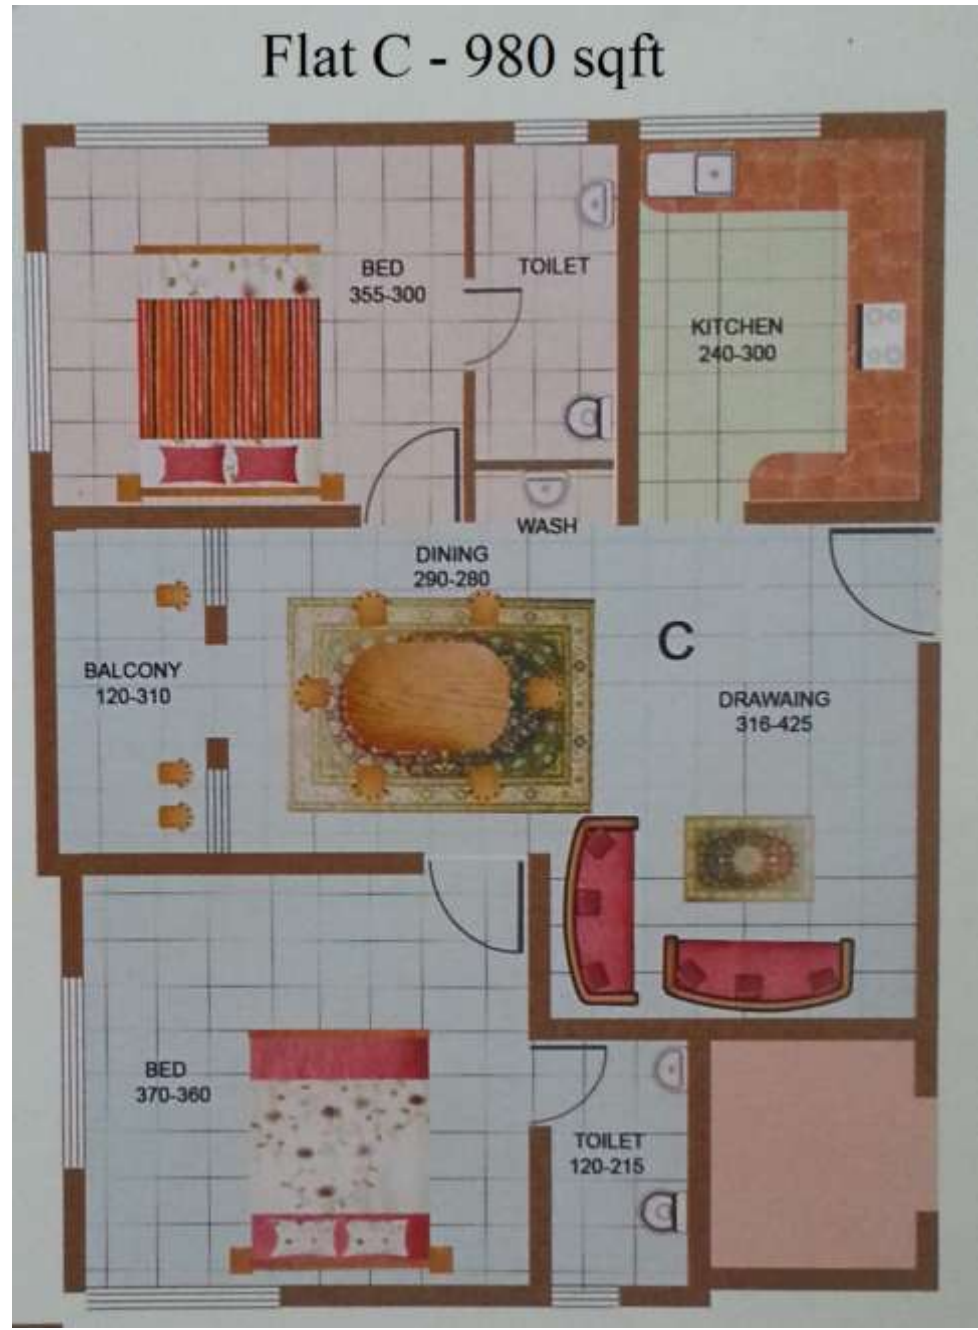 Flat C - 980 sqft
BED
355-300
TOILET
KITCHEN
240-300
WASH
DINING
290-280
C
BALCONY
120-310
DRAWAING
316-425
BED
370-360
TOILET
120-215